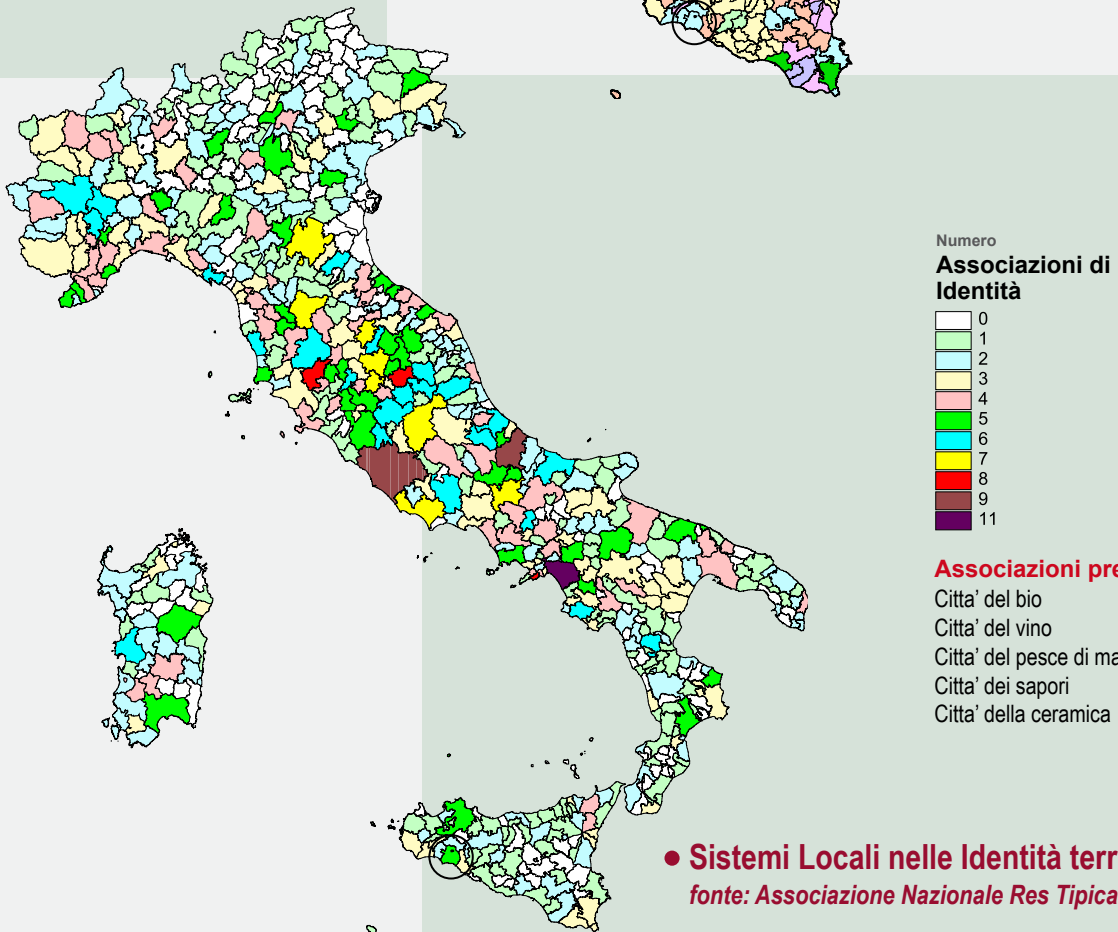 Numero
Associazioni di
Identità
0
1
2
3
4
5
6
7
8
9
11
Associazioni pre
Citta' del bio
Citta' del vino
Citta' del pesce di ma
Citta' dei sapori
Citta' della ceramica
• Sistemi Locali nelle Identità terr
fonte: Associazione Nazionale Res Tipica